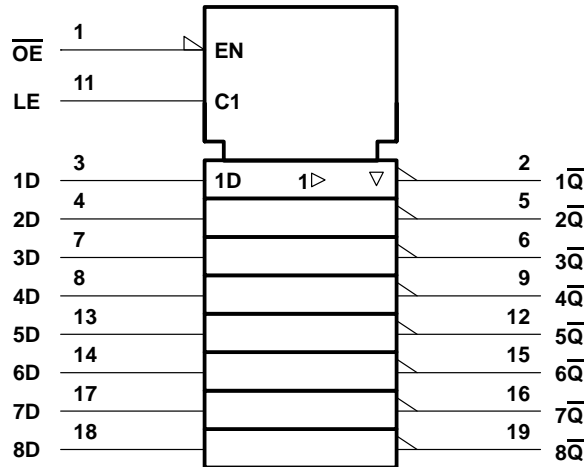 1
O̅E̅ EN
11
LE C1
3 2
1D 1D 1 1Q̅
4 5
2D 2Q̅
7 6
3D 3Q̅
8 9
4D 4Q̅
13 12
5D 5Q̅
14 15
6D 6Q̅
17 16
7D 7Q̅
18 19
8D 8Q̅